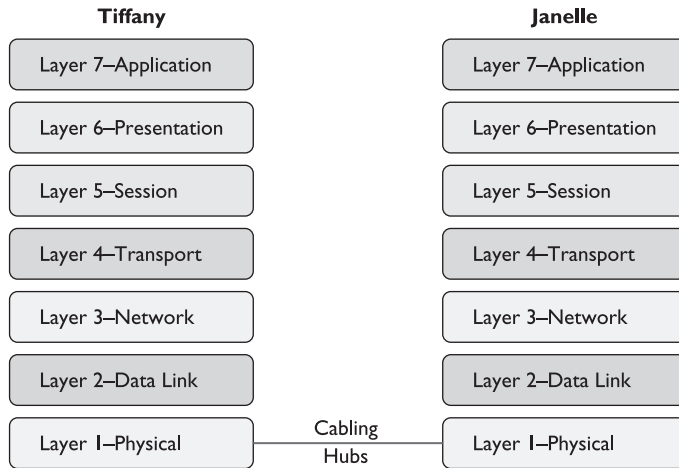 Tiffany
Layer 7–Application
Layer 6–Presentation
Layer 5–Session
Layer 4–Transport
Layer 3–Network
Layer 2–Data Link
Layer 1–Physical
Cabling
Hubs
Janelle
Layer 7–Application
Layer 6–Presentation
Layer 5–Session
Layer 4–Transport
Layer 3–Network
Layer 2–Data Link
Layer 1–Physical